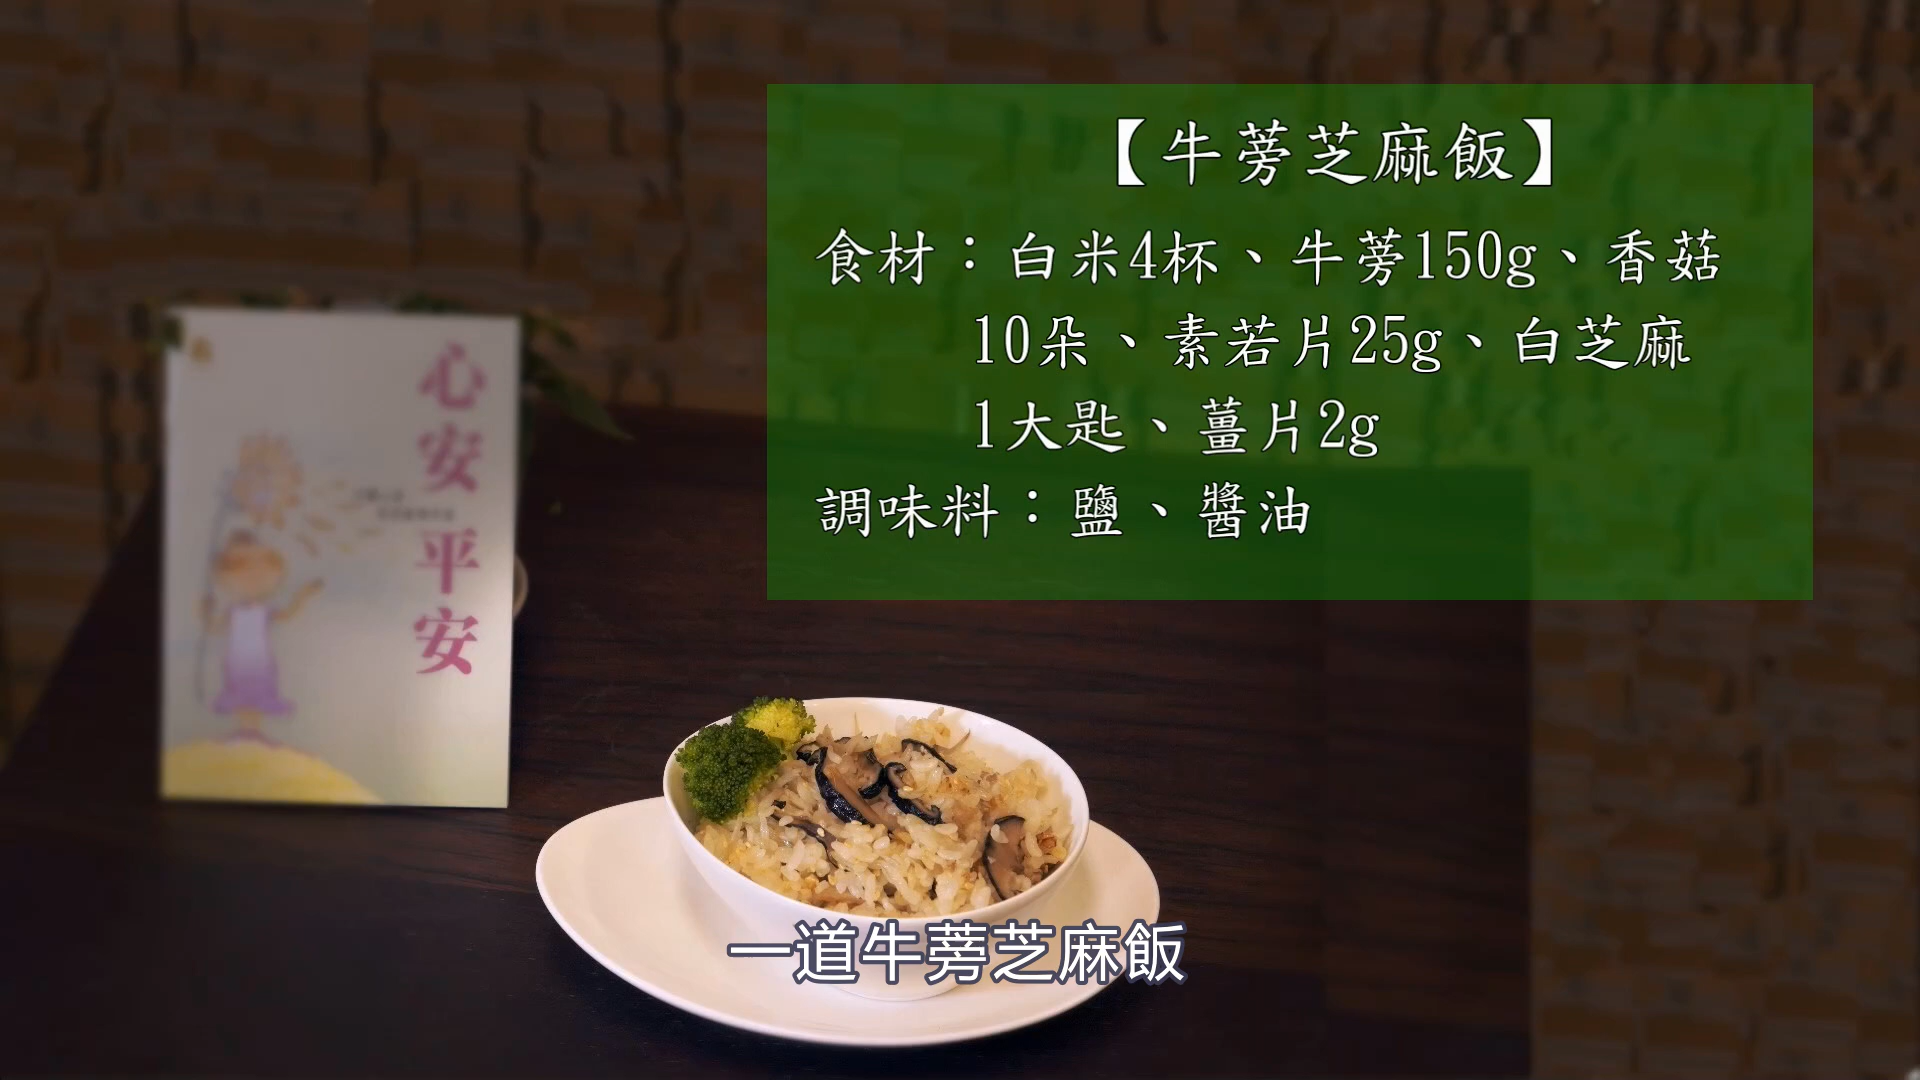 【牛蒡芝麻飯】
食材：白米4杯、牛蒡150g、香菇
10朵、素若片25g、白芝麻
1大匙、薑片2g
調味料：鹽、醬油
心安平安
一道牛蒡芝麻飯